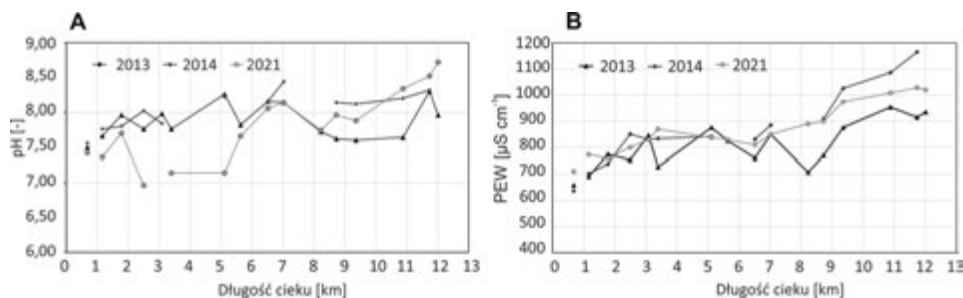 A
9,00
8,50
8,00
7,50
7,00
6,50
6,00
pH [-]
2013 2014 2021
0 1 2 3 4 5 6 7 8 9 10 11 12 13
Długość cieku [km]
B
1200
1100
1000
900
800
700
600
500
400
PEW [µS cm⁻¹]
2013 2014 2021
0 1 2 3 4 5 6 7 8 9 10 11 12 13
Długość cieku [km]